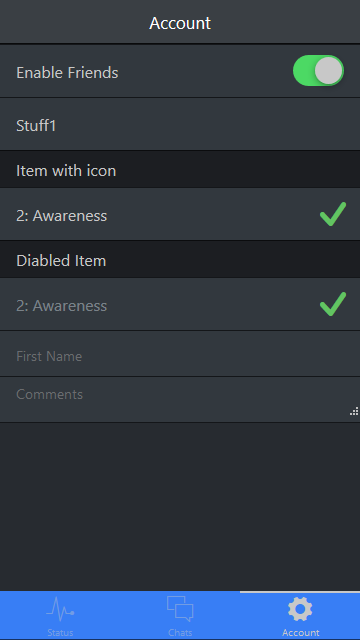 Account
Enable Friends
Stuff1
Item with icon
2: Awareness
Diabled Item
2: Awareness
First Name
Comments
Status
Chats
Account